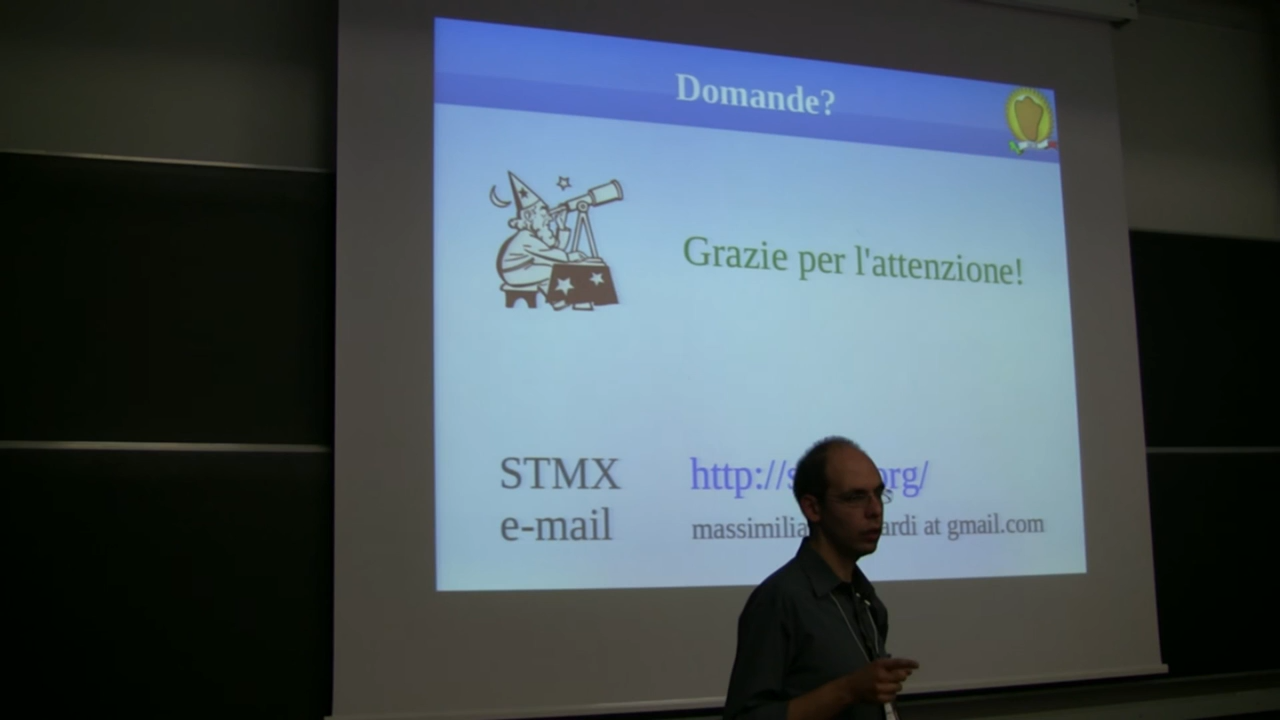 Domande?
Grazie per l'attenzione!
STMX http://s org/
e-mail massimilia ardi at gmail.com